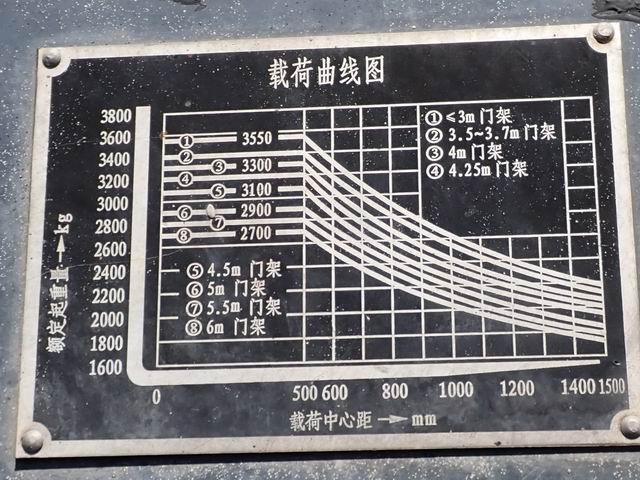 载荷曲线图
3800
3600
3400
3200
3000
2800
2600
2400
2200
2000
1800
1600
额定起重量→kg
① 3550
②
③ 3300
④
⑤ 3100
⑥ 2900
⑦
⑧ 2700
① ≤3m 门架
② 3.5~3.7m 门架
③ 4m 门架
④ 4.25m 门架
⑤ 4.5m 门架
⑥ 5m 门架
⑦ 5.5m 门架
⑧ 6m 门架
0 500 600 800 1000 1200 1400 1500
载荷中心距→mm